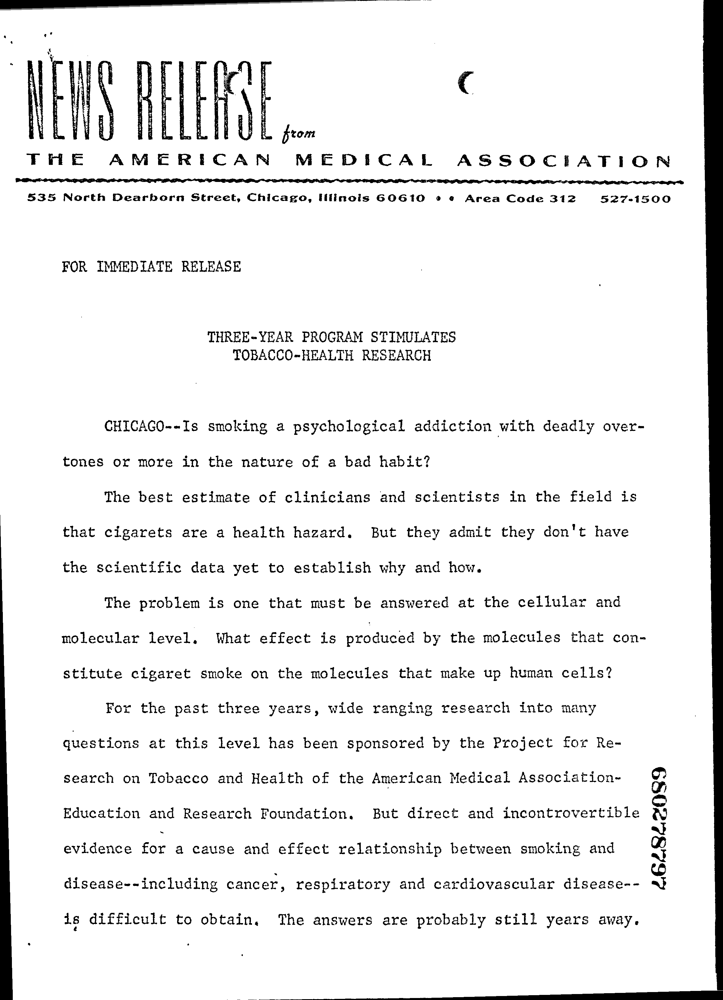 NEWS RELEASE from
THE AMERICAN MEDICAL ASSOCIATION
535 North Dearborn Street, Chicago, Illinois 60610 • • Area Code 312 527-1500
FOR IMMEDIATE RELEASE
THREE-YEAR PROGRAM STIMULATES
TOBACCO-HEALTH RESEARCH
CHICAGO--Is smoking a psychological addiction with deadly over-
tones or more in the nature of a bad habit?
The best estimate of clinicians and scientists in the field is
that cigarets are a health hazard. But they admit they don't have
the scientific data yet to establish why and how.
The problem is one that must be answered at the cellular and
molecular level. What effect is produced by the molecules that con-
stitute cigaret smoke on the molecules that make up human cells?
For the past three years, wide ranging research into many
questions at this level has been sponsored by the Project for Re-
search on Tobacco and Health of the American Medical Association-
Education and Research Foundation. But direct and incontrovertible
evidence for a cause and effect relationship between smoking and
disease--including cancer, respiratory and cardiovascular disease--
is difficult to obtain. The answers are probably still years away.
680278797